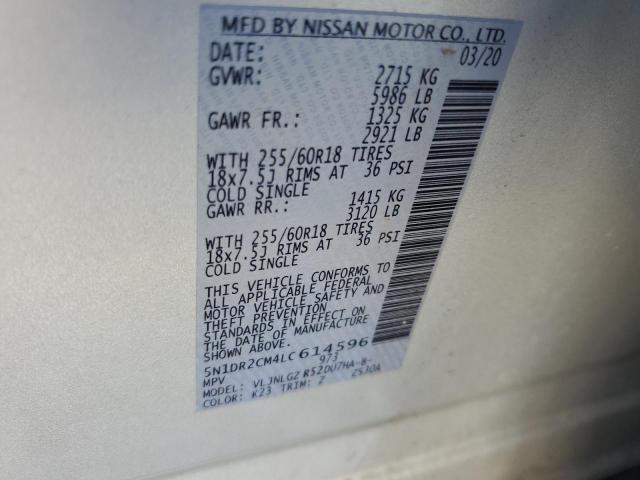 MFD BY NISSAN MOTOR CO., LTD.
DATE: 03/20
GVWR: 2715 KG
5986 LB
GAWR FR.: 1325 KG
2921 LB
WITH 255/60R18 TIRES
18x7.5J RIMS AT 36 PSI
COLD SINGLE
GAWR RR.: 1415 KG
3120 LB
WITH 255/60R18 TIRES
18x7.5J RIMS AT 36 PSI
COLD SINGLE
THIS VEHICLE CONFORMS TO
ALL APPLICABLE FEDERAL
MOTOR VEHICLE SAFETY AND
THEFT PREVENTION
STANDARDS IN EFFECT ON
THE DATE OF MANUFACTURE
SHOWN ABOVE.
5N1DR2CM4LC614596
MPV 973
MODEL: VLJNLGZ R52DU7HA-8-
COLOR: K23 TRIM: Z 2530A